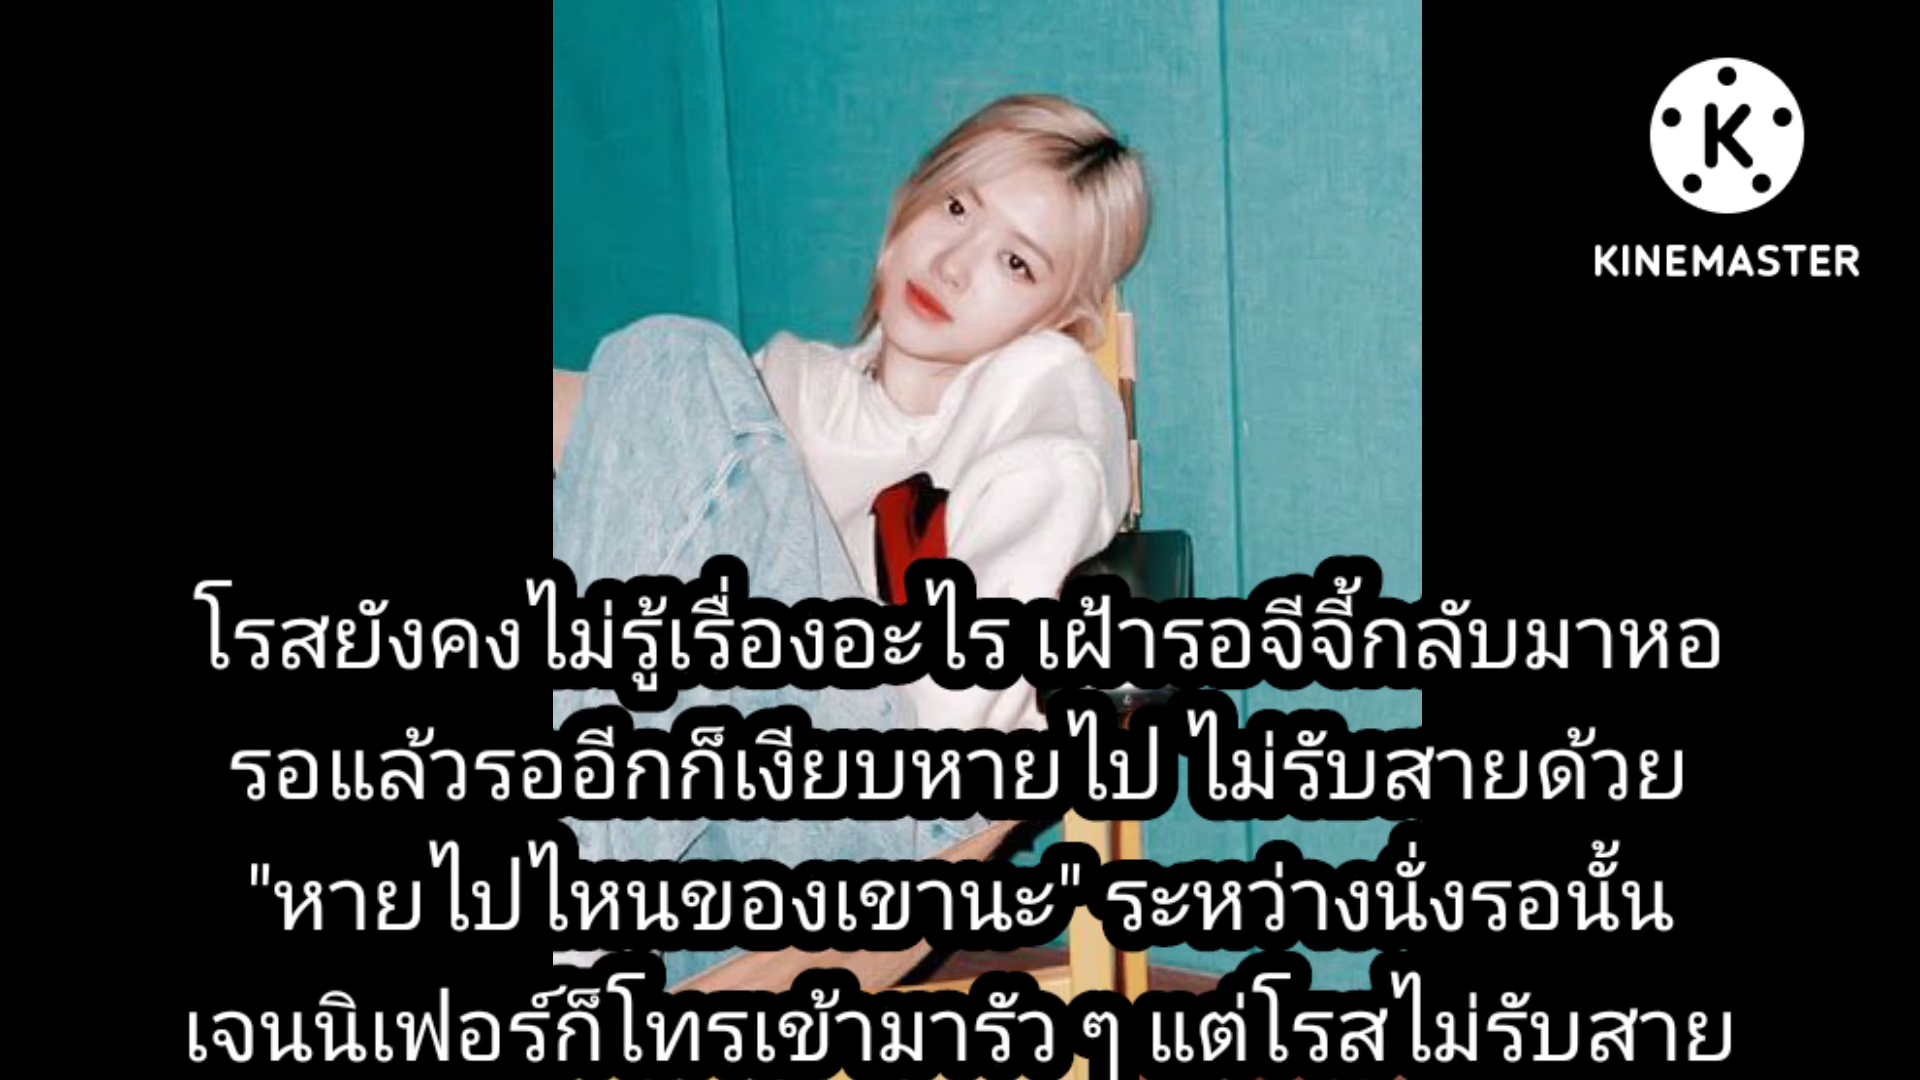 KINEMASTER
โรสยังคงไม่รู้เรื่องอะไร เฝ้ารอจีจี้กลับมาหอ
รอแล้วรออีกก็เงียบหายไป ไม่รับสายด้วย
"หายไปไหนของเขานะ" ระหว่างนั่งรอนั้น
เจนนิเฟอร์ก็โทรเข้ามารัว ๆ แต่โรสไม่รับสาย